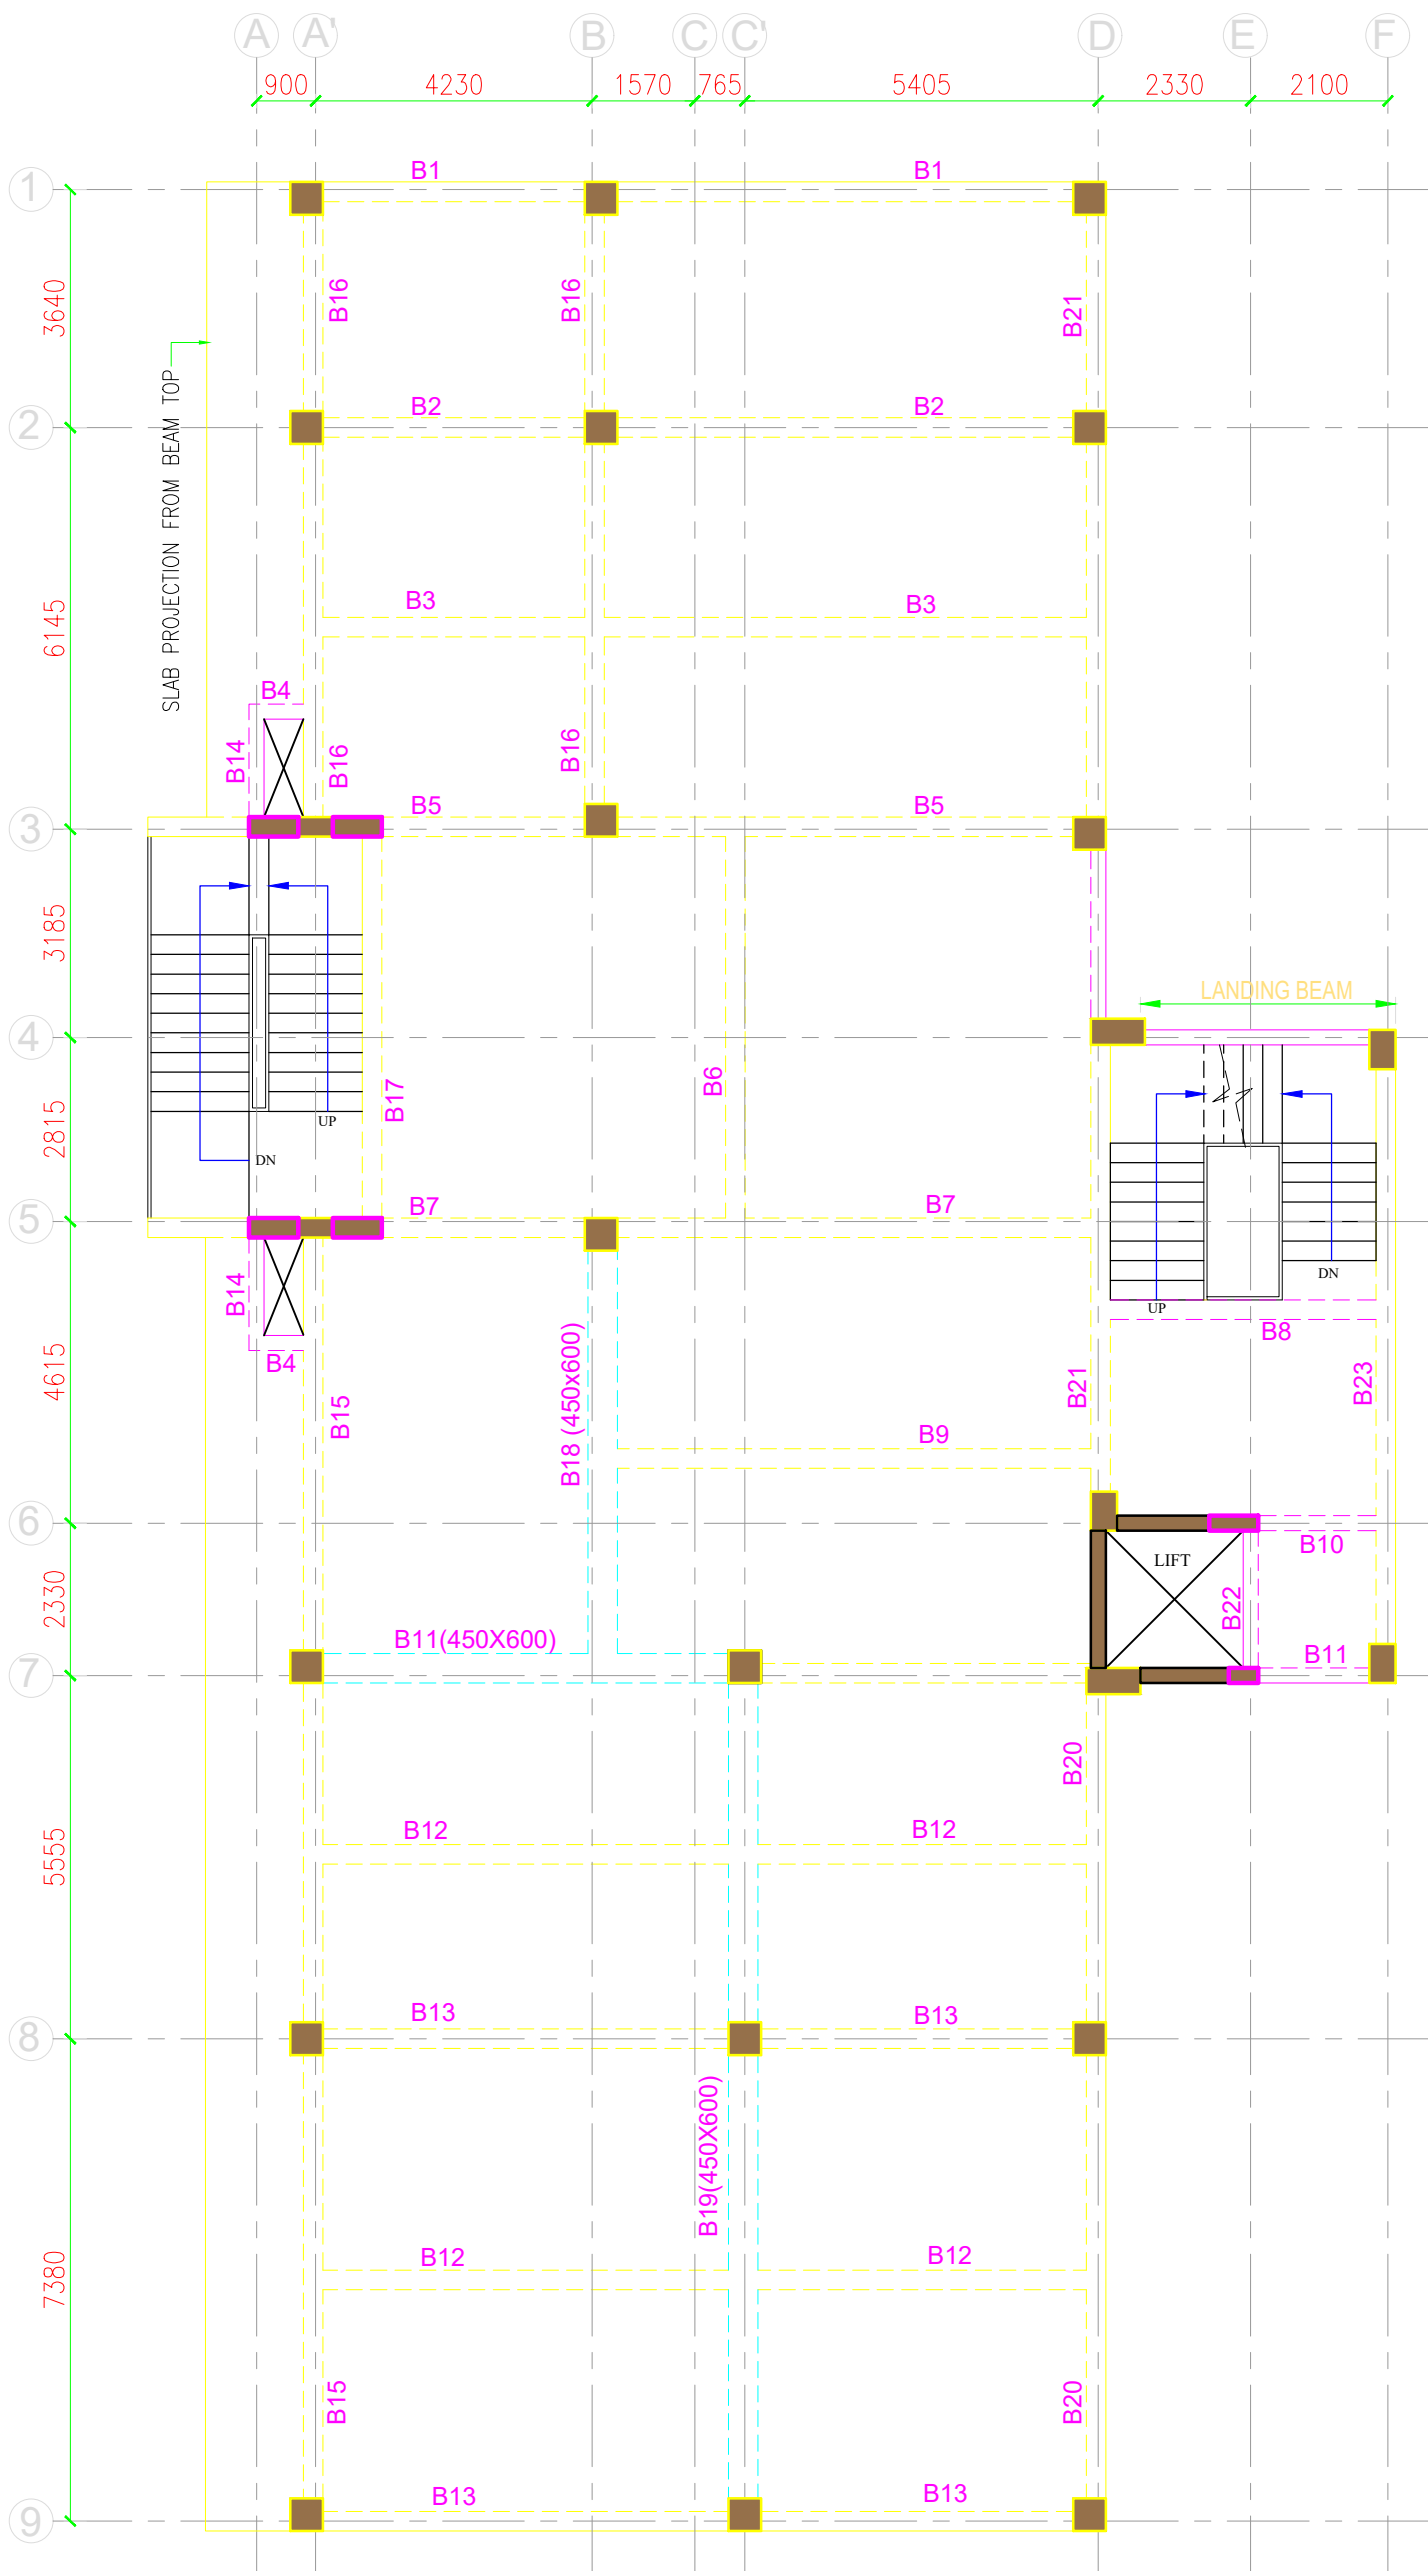 A A' B C C' D E F
900 4230 1570 765 5405 2330 2100
1
B1 B1
3640
B16 B16 B21
SLAB PROJECTION FROM BEAM TOP
2
B2 B2
6145
B3 B3
B4
B14 B16 B16
B5 B5
3
3185
LANDING BEAM
4
B17 B6
2815
UP
DN
B7 B7
5
DN
UP
B14
B8
B4
4615
B15 B18 (450x600) B21 B23
B9
6
LIFT
B10
2330
B22
B11(450X600) B11
7
B20
B12 B12
5555
B13 B13
8
B19(450X600)
B12 B12
7380
B15 B20
B13 B13
9